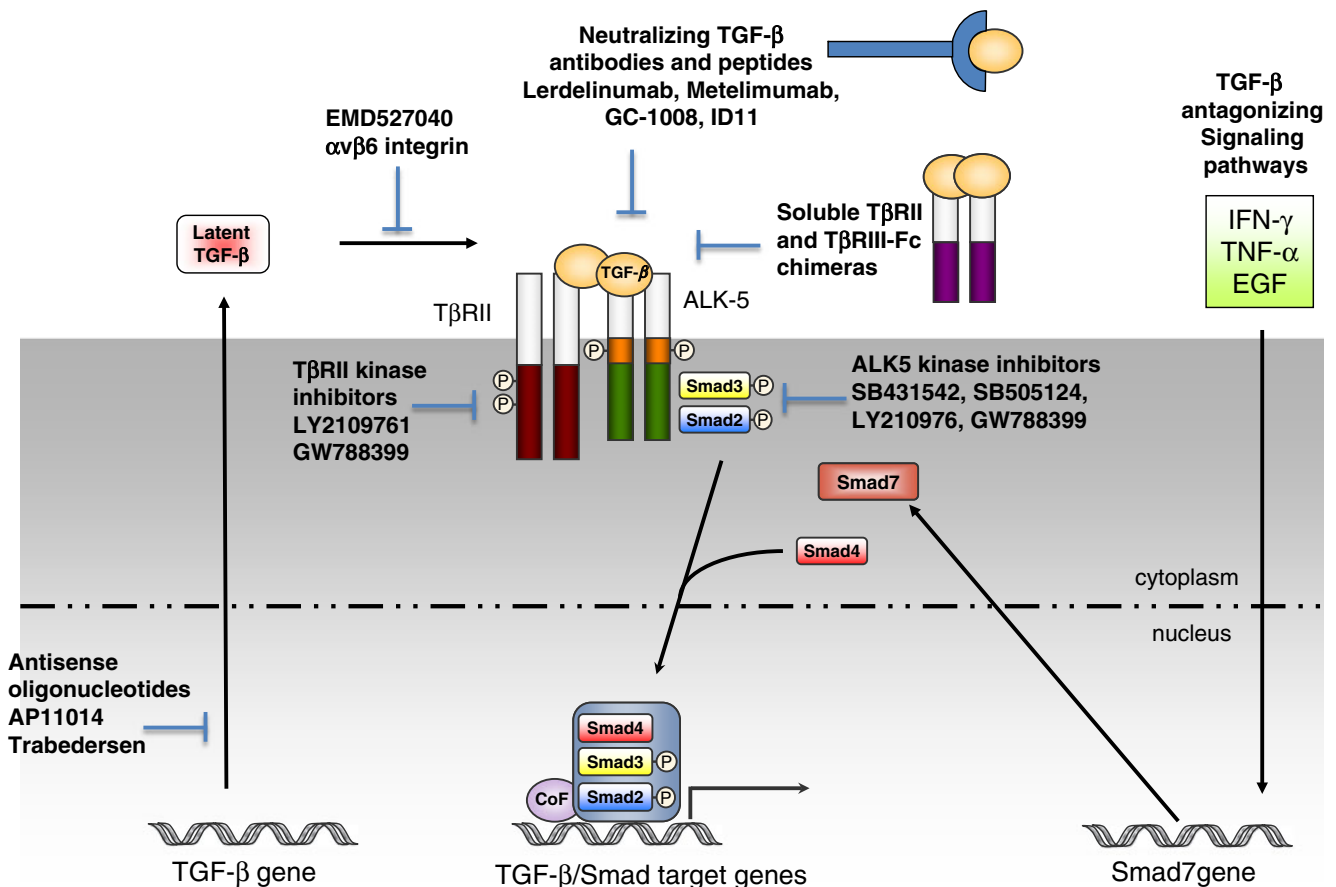 Neutralizing TGF-β
antibodies and peptides
Lerdelinumab, Metelimumab,
GC-1008, ID11
TGF-β
antagonizing
Signaling
pathways
EMD527040
αvβ6 integrin
IFN-γ
TNF-α
EGF
Soluble TβRII
and TβRIII-Fc
chimeras
Latent
TGF-β
TGF-β
TβRII
ALK-5
P
P
P
P
TβRII kinase
inhibitors
LY2109761
GW788399
Smad3
P
Smad2
P
ALK5 kinase inhibitors
SB431542, SB505124,
LY210976, GW788399
Smad7
Smad4
cytoplasm
nucleus
Antisense
oligonucleotides
AP11014
Trabedersen
Smad4
Smad3
P
Smad2
P
CoF
TGF-β gene
TGF-β/Smad target genes
Smad7gene